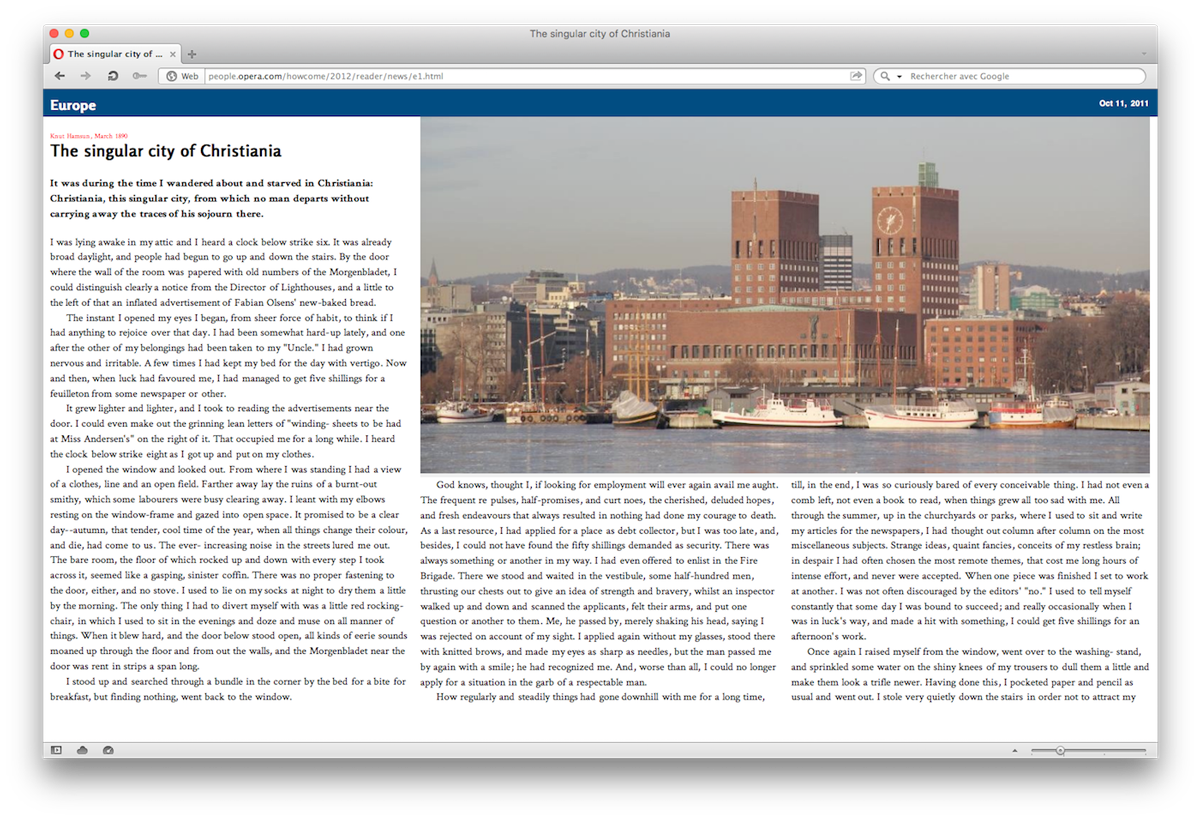 The singular city of Christiania
The singular city of ...
Web
people.opera.com/howcome/2012/reader/news/e1.html
Rechercher avec Google
Europe
Oct 11, 2011
Knut Hamsun, March 1890
The singular city of Christiania
It was during the time I wandered about and starved in Christiania:
Christiania, this singular city, from which no man departs without
carrying away the traces of his sojourn there.
I was lying awake in my attic and I heard a clock below strike six. It was already
broad daylight, and people had begun to go up and down the stairs. By the door
where the wall of the room was papered with old numbers of the Morgenbladet, I
could distinguish clearly a notice from the Director of Lighthouses, and a little to
the left of that an inflated advertisement of Fabian Olsens' new-baked bread.
The instant I opened my eyes I began, from sheer force of habit, to think if I
had anything to rejoice over that day. I had been somewhat hard-up lately, and one
after the other of my belongings had been taken to my "Uncle." I had grown
nervous and irritable. A few times I had kept my bed for the day with vertigo. Now
and then, when luck had favoured me, I had managed to get five shillings for a
feuilleton from some newspaper or other.
It grew lighter and lighter, and I took to reading the advertisements near the
door. I could even make out the grinning lean letters of "winding- sheets to be had
at Miss Andersen's" on the right of it. That occupied me for a long while. I heard
the clock below strike eight as I got up and put on my clothes.
I opened the window and looked out. From where I was standing I had a view
of a clothes, line and an open field. Farther away lay the ruins of a burnt-out
smithy, which some labourers were busy clearing away. I leant with my elbows
resting on the window-frame and gazed into open space. It promised to be a clear
day--autumn, that tender, cool time of the year, when all things change their colour,
and die, had come to us. The ever- increasing noise in the streets lured me out.
The bare room, the floor of which rocked up and down with every step I took
across it, seemed like a gasping, sinister coffin. There was no proper fastening to
the door, either, and no stove. I used to lie on my socks at night to dry them a little
by the morning. The only thing I had to divert myself with was a little red rocking-
chair, in which I used to sit in the evenings and doze and muse on all manner of
things. When it blew hard, and the door below stood open, all kinds of eerie sounds
moaned up through the floor and from out the walls, and the Morgenbladet near the
door was rent in strips a span long.
I stood up and searched through a bundle in the corner by the bed for a bite for
breakfast, but finding nothing, went back to the window.
God knows, thought I, if looking for employment will ever again avail me aught.
The frequent re pulses, half-promises, and curt noes, the cherished, deluded hopes,
and fresh endeavours that always resulted in nothing had done my courage to death.
As a last resource, I had applied for a place as debt collector, but I was too late, and,
besides, I could not have found the fifty shillings demanded as security. There was
always something or another in my way. I had even offered to enlist in the Fire
Brigade. There we stood and waited in the vestibule, some half-hundred men,
thrusting our chests out to give an idea of strength and bravery, whilst an inspector
walked up and down and scanned the applicants, felt their arms, and put one
question or another to them. Me, he passed by, merely shaking his head, saying I
was rejected on account of my sight. I applied again without my glasses, stood there
with knitted brows, and made my eyes as sharp as needles, but the man passed me
by again with a smile; he had recognized me. And, worse than all, I could no longer
apply for a situation in the garb of a respectable man.
How regularly and steadily things had gone downhill with me for a long time,
till, in the end, I was so curiously bared of every conceivable thing. I had not even a
comb left, not even a book to read, when things grew all too sad with me. All
through the summer, up in the churchyards or parks, where I used to sit and write
my articles for the newspapers, I had thought out column after column on the most
miscellaneous subjects. Strange ideas, quaint fancies, conceits of my restless brain;
in despair I had often chosen the most remote themes, that cost me long hours of
intense effort, and never were accepted. When one piece was finished I set to work
at another. I was not often discouraged by the editors' "no." I used to tell myself
constantly that some day I was bound to succeed; and really occasionally when I
was in luck's way, and made a hit with something, I could get five shillings for an
afternoon's work.
Once again I raised myself from the window, went over to the washing- stand,
and sprinkled some water on the shiny knees of my trousers to dull them a little and
make them look a trifle newer. Having done this, I pocketed paper and pencil as
usual and went out. I stole very quietly down the stairs in order not to attract my